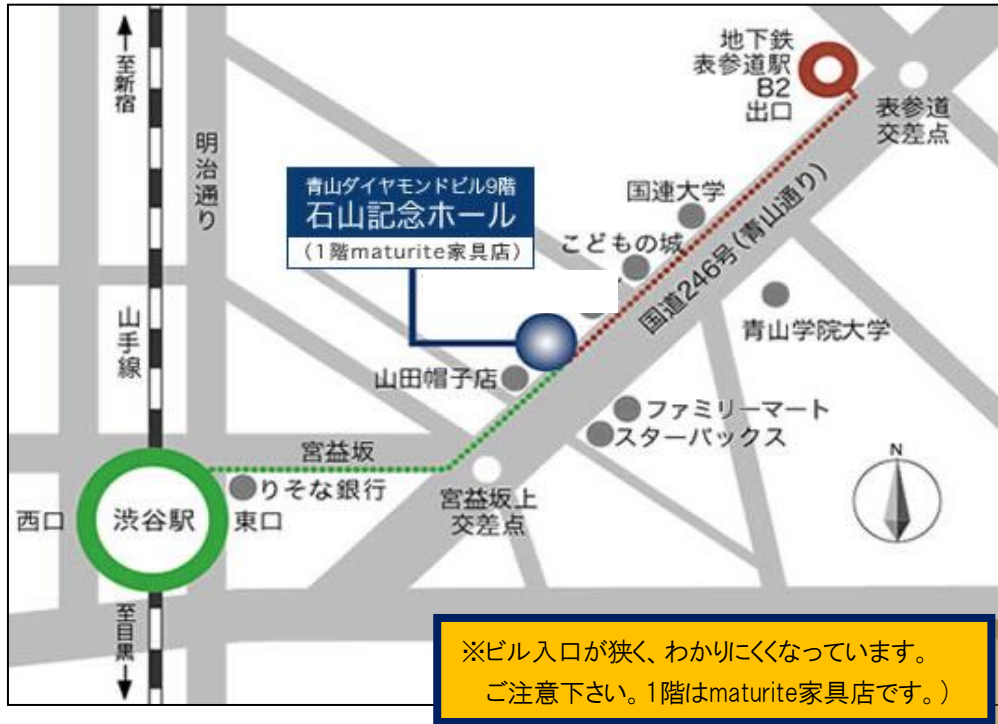 至新宿
明治通り
地下鉄
表参道駅
B2
出口
表参道
交差点
青山ダイヤモンドビル9階
石山記念ホール
(1階maturite家具店)
国連大学
こどもの城
国道246号(青山通り)
青山学院大学
山手線
山田帽子店
ファミリーマート
スターバックス
宮益坂
りそな銀行
宮益坂上
交差点
N
西口
渋谷駅
東口
至目黒
※ビル入口が狭く、わかりにくくなっています。
ご注意下さい。1階はmaturite家具店です。)